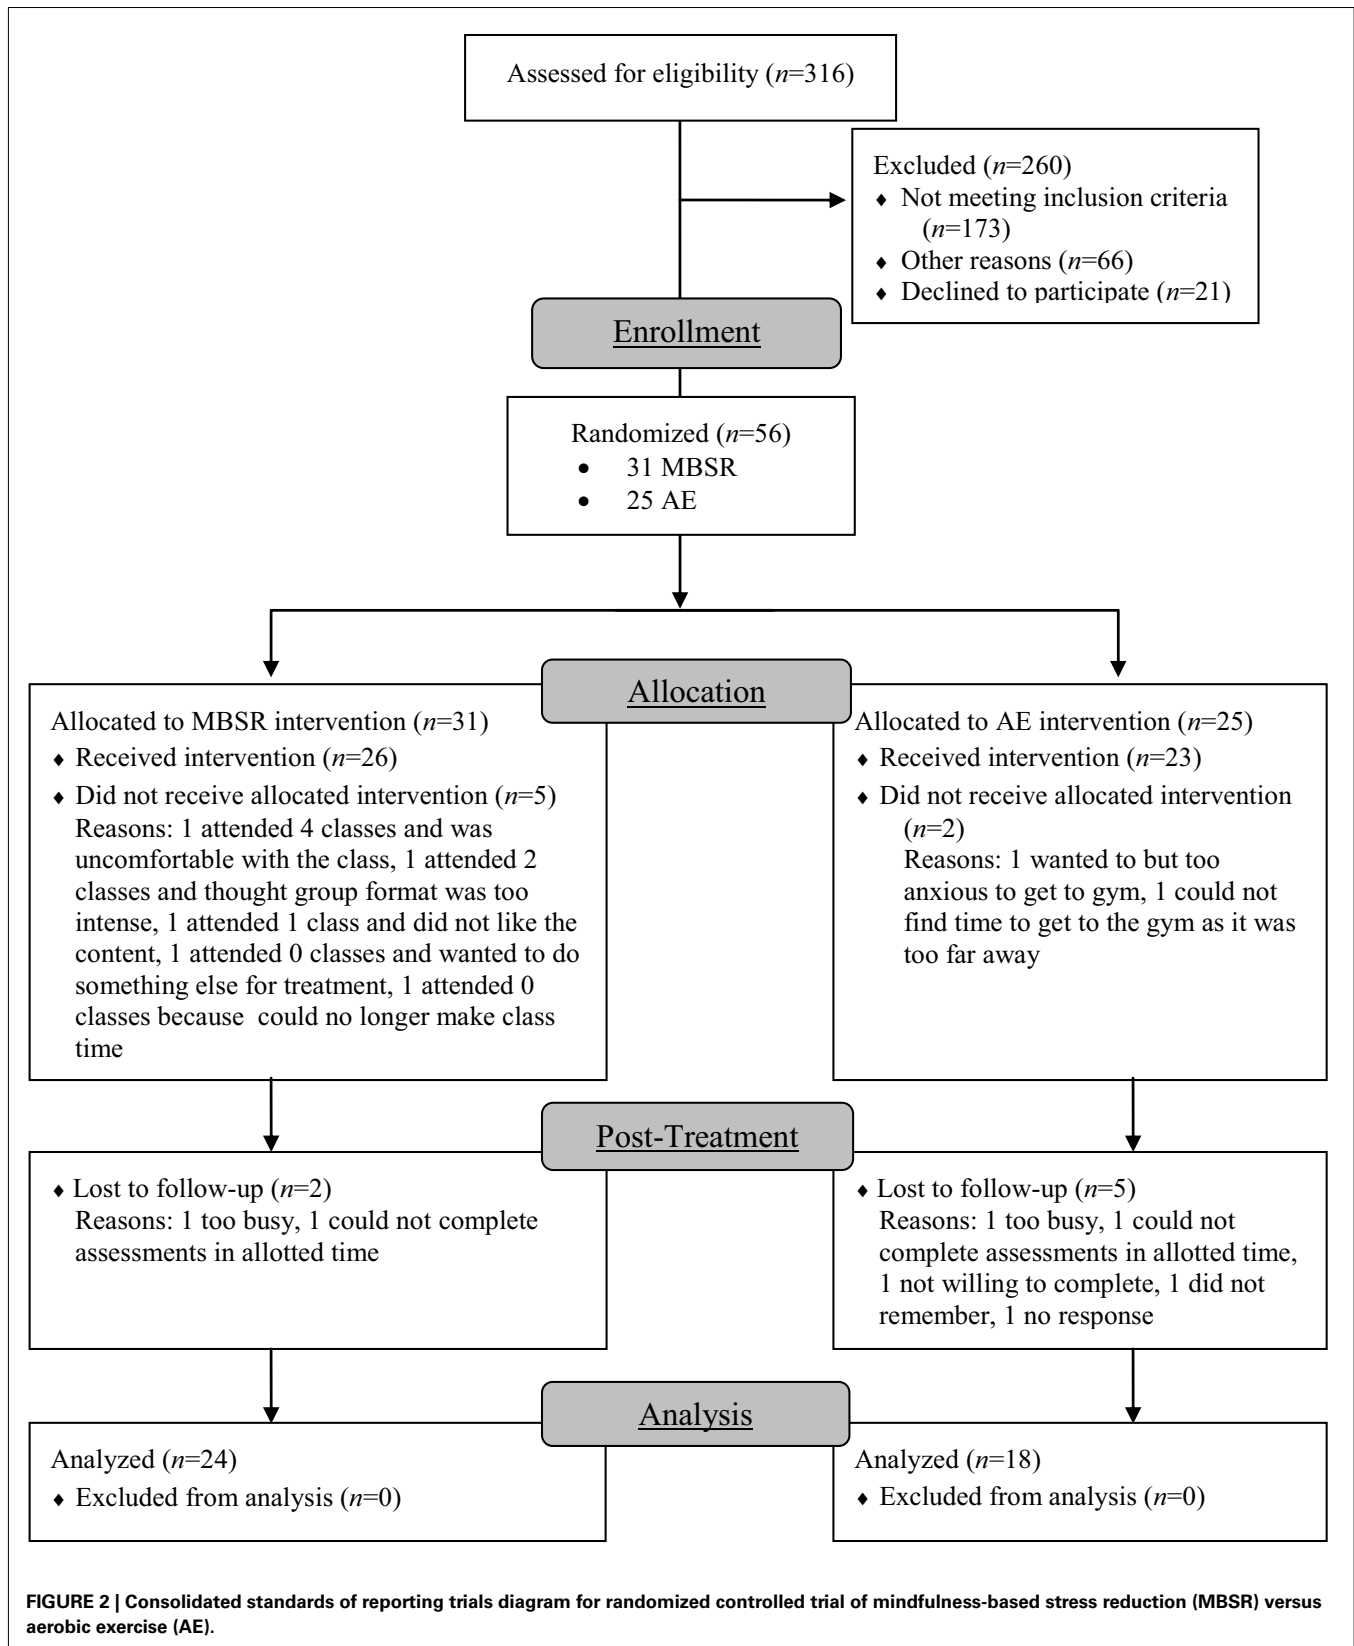 Assessed for eligibility (n=316)
Excluded (n=260)
♦ Not meeting inclusion criteria
(n=173)
♦ Other reasons (n=66)
♦ Declined to participate (n=21)
Enrollment
Randomized (n=56)
• 31 MBSR
• 25 AE
Allocation
Allocated to MBSR intervention (n=31)
♦ Received intervention (n=26)
♦ Did not receive allocated intervention (n=5)
Reasons: 1 attended 4 classes and was
uncomfortable with the class, 1 attended 2
classes and thought group format was too
intense, 1 attended 1 class and did not like the
content, 1 attended 0 classes and wanted to do
something else for treatment, 1 attended 0
classes because could no longer make class
time
Allocated to AE intervention (n=25)
♦ Received intervention (n=23)
♦ Did not receive allocated intervention
(n=2)
Reasons: 1 wanted to but too
anxious to get to gym, 1 could not
find time to get to the gym as it was
too far away
Post-Treatment
♦ Lost to follow-up (n=2)
Reasons: 1 too busy, 1 could not complete
assessments in allotted time
♦ Lost to follow-up (n=5)
Reasons: 1 too busy, 1 could not
complete assessments in allotted time,
1 not willing to complete, 1 did not
remember, 1 no response
Analysis
Analyzed (n=24)
♦ Excluded from analysis (n=0)
Analyzed (n=18)
♦ Excluded from analysis (n=0)
FIGURE 2 | Consolidated standards of reporting trials diagram for randomized controlled trial of mindfulness-based stress reduction (MBSR) versus
aerobic exercise (AE).